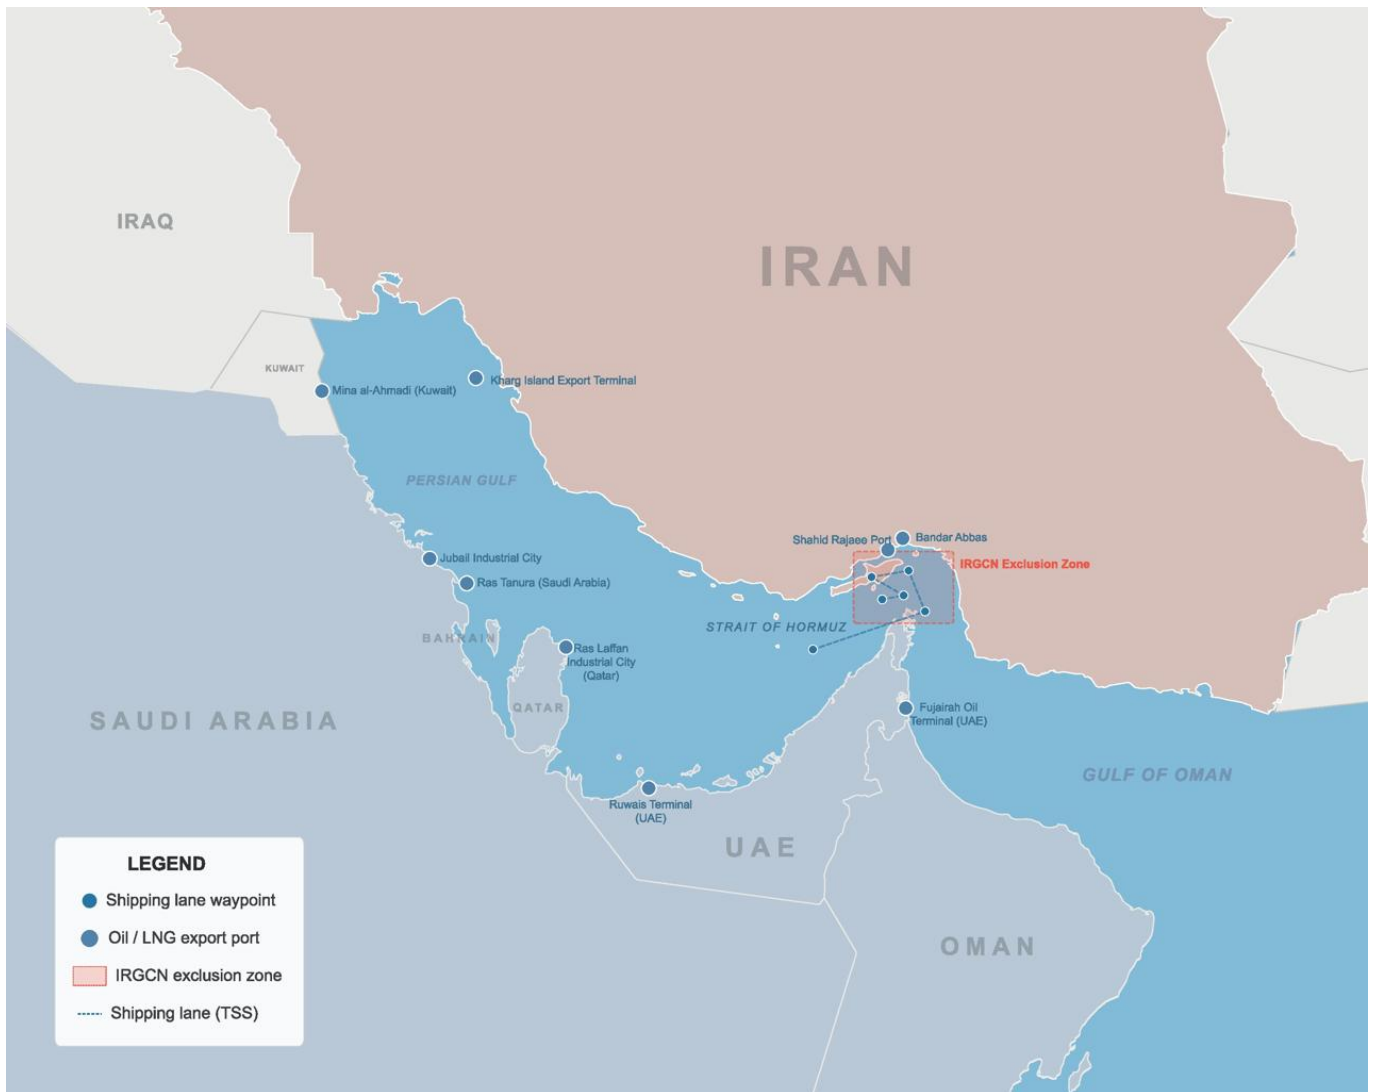 IRAQ
IRAN
KUWAIT
Mina al-Ahmadi (Kuwait)
Kharg Island Export Terminal
PERSIAN GULF
Shahid Rajaee Port
Bandar Abbas
IRGCN Exclusion Zone
Jubail Industrial City
Ras Tanura (Saudi Arabia)
STRAIT OF HORMUZ
BAHRAIN
Ras Laffan
Industrial City
(Qatar)
QATAR
SAUDI ARABIA
Fujairah Oil
Terminal (UAE)
GULF OF OMAN
Ruwais Terminal
(UAE)
UAE
OMAN
LEGEND
Shipping lane waypoint
Oil / LNG export port
IRGCN exclusion zone
Shipping lane (TSS)